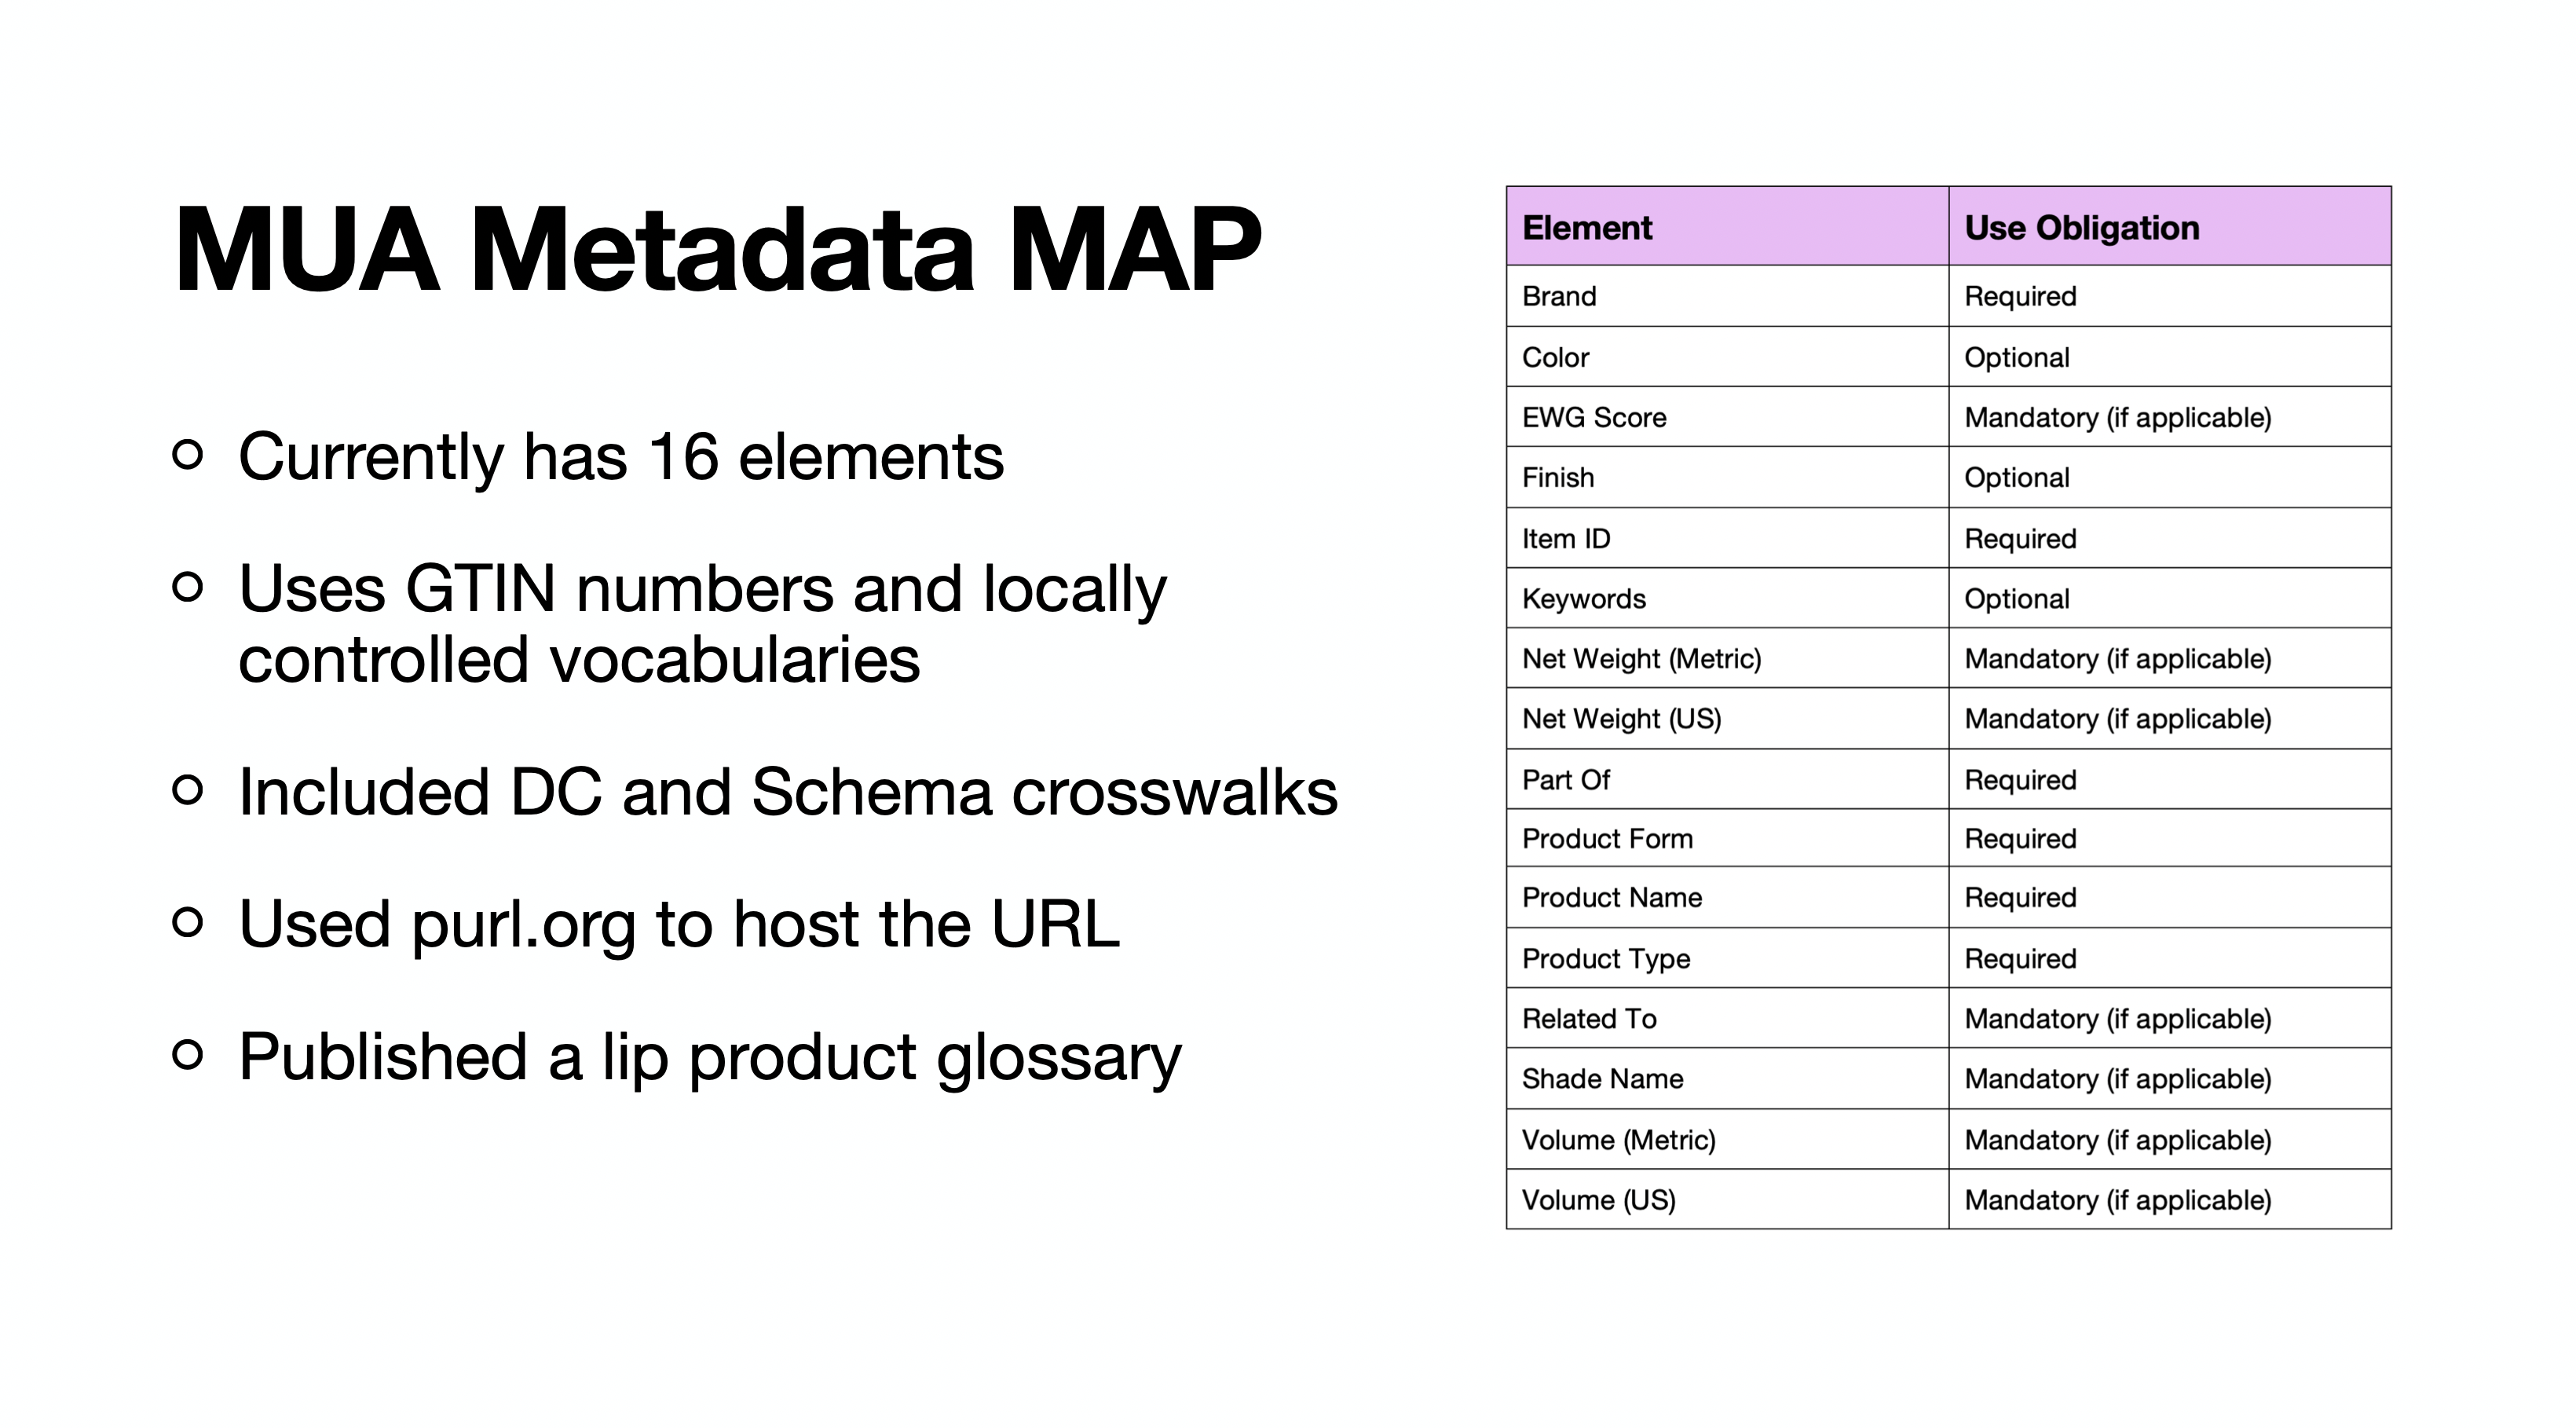 MUA Metadata MAP
Currently has 16 elements
Uses GTIN numbers and locally
controlled vocabularies
Included DC and Schema crosswalks
Used purl.org to host the URL
Published a lip product glossary
Element Use Obligation
Brand Required
Color Optional
EWG Score Mandatory (if applicable)
Finish Optional
Item ID Required
Keywords Optional
Net Weight (Metric) Mandatory (if applicable)
Net Weight (US) Mandatory (if applicable)
Part Of Required
Product Form Required
Product Name Required
Product Type Required
Related To Mandatory (if applicable)
Shade Name Mandatory (if applicable)
Volume (Metric) Mandatory (if applicable)
Volume (US) Mandatory (if applicable)